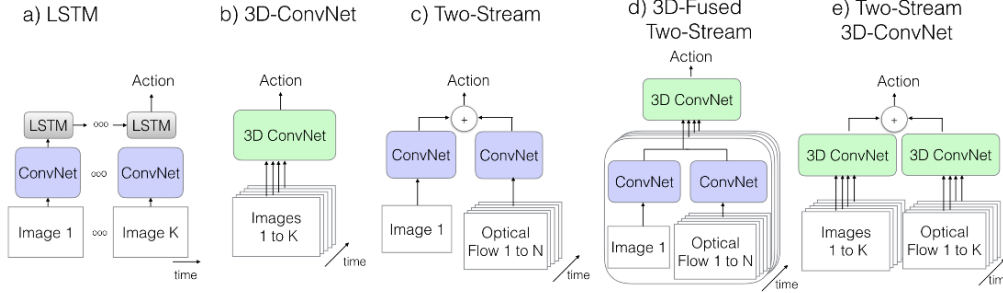 a) LSTM
Action
LSTM
∞∞
LSTM
ConvNet
∞∞
ConvNet
Image 1
∞∞
Image K
time
b) 3D-ConvNet
Action
3D ConvNet
Images
1 to K
time
c) Two-Stream
Action
+
ConvNet
ConvNet
Image 1
Optical
Flow 1 to N
time
d) 3D-Fused
Two-Stream
Action
3D ConvNet
ConvNet
ConvNet
Image 1
Optical
Flow 1 to N
time
e) Two-Stream
3D-ConvNet
Action
+
3D ConvNet
3D ConvNet
Images
1 to K
Optical
Flow 1 to N
time